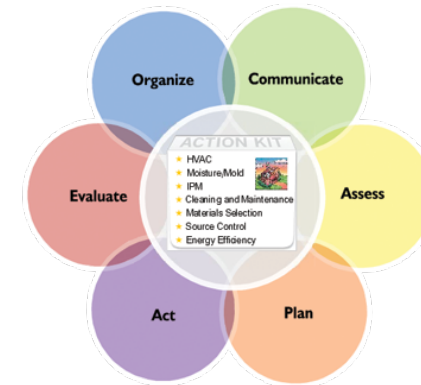 Organize
Communicate
ACTION KIT
HVAC
Moisture/Mold
IPM
Cleaning and Maintenance
Materials Selection
Source Control
Energy Efficiency
Evaluate
Assess
Act
Plan